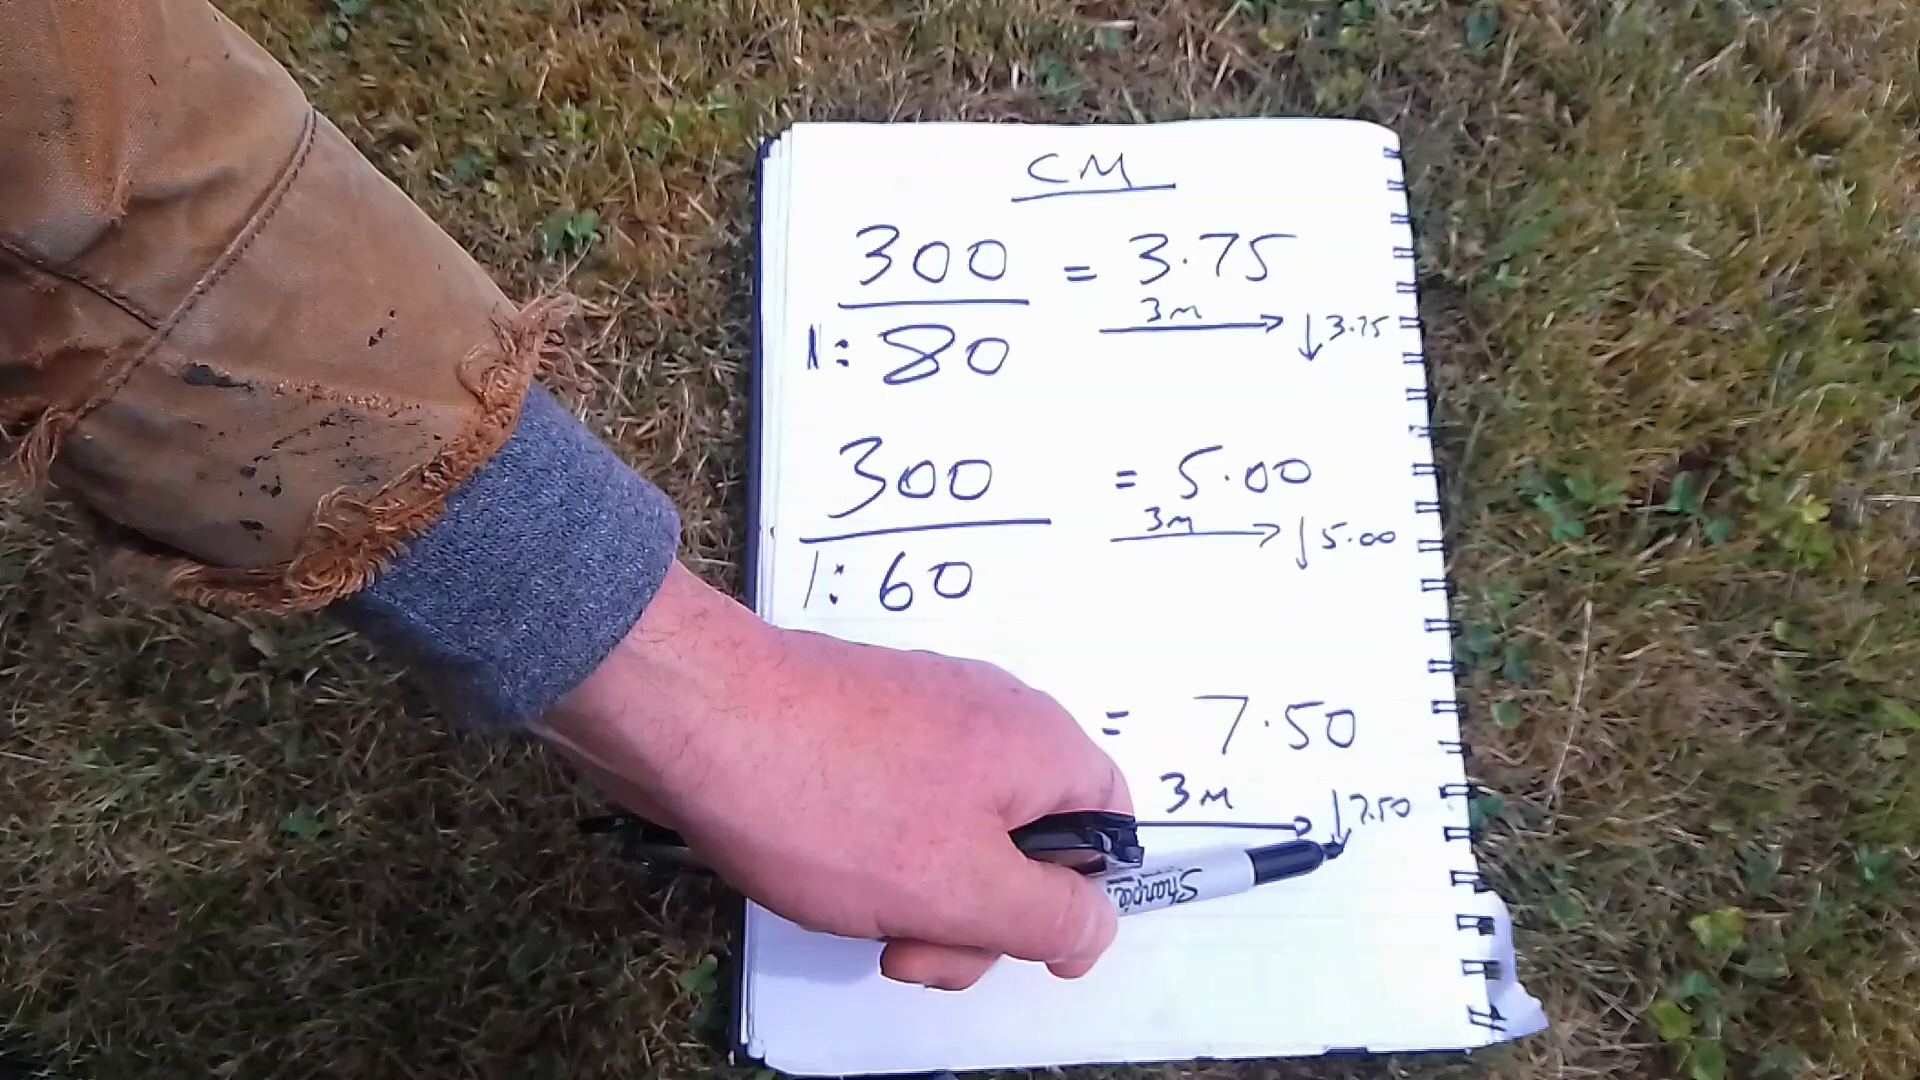 CM
300 = 3.75
1:80
3m
3.75
300 = 5.00
1:60
3m
5.00
= 7.50
3m
7.50
Sharpie